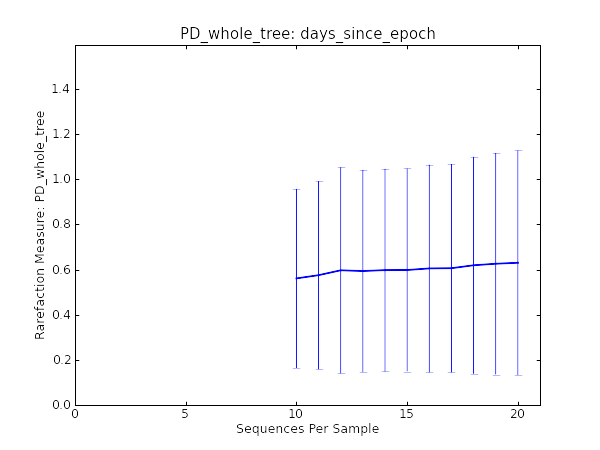 PD_whole_tree: days_since_epoch
Rarefaction Measure: PD_whole_tree
1.4
1.2
1.0
0.8
0.6
0.4
0.2
0.0
0 5 10 15 20
Sequences Per Sample